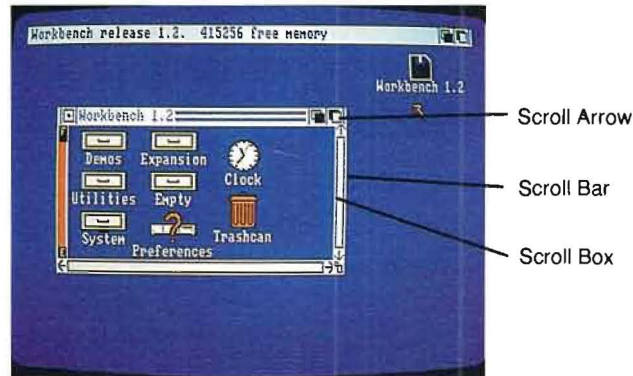 Workbench release 1.2. 415256 free memory
Workbench 1.2
Workbench 1.2
Demos Expansion Clock
Utilities Empty
System Preferences Trashcan
Scroll Arrow
Scroll Bar
Scroll Box
F
E